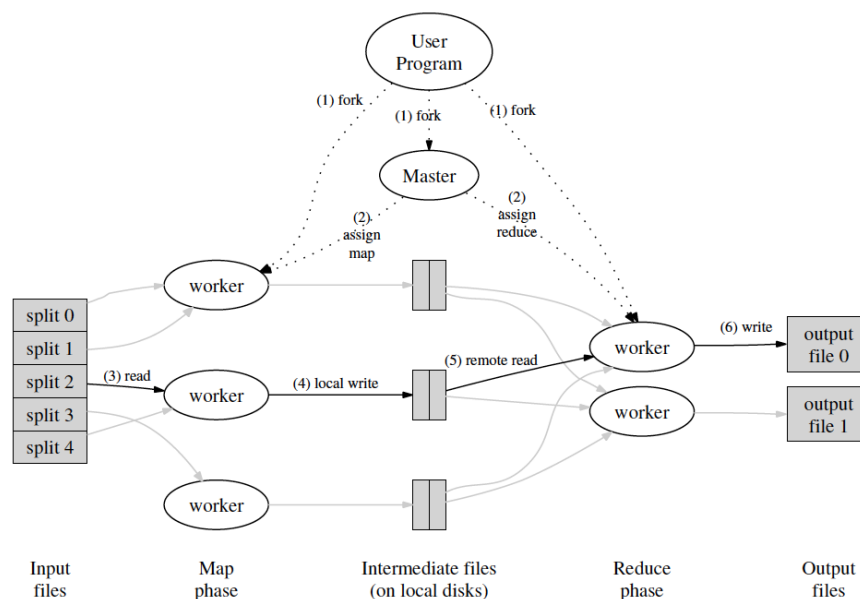 User
Program
(1) fork
(1) fork
(1) fork
Master
(2)
assign
map
(2)
assign
reduce
worker
split 0
split 1
split 2
split 3
split 4
(3) read
worker
(4) local write
(5) remote read
worker
(6) write
output
file 0
worker
output
file 1
worker
Input
files
Map
phase
Intermediate files
(on local disks)
Reduce
phase
Output
files